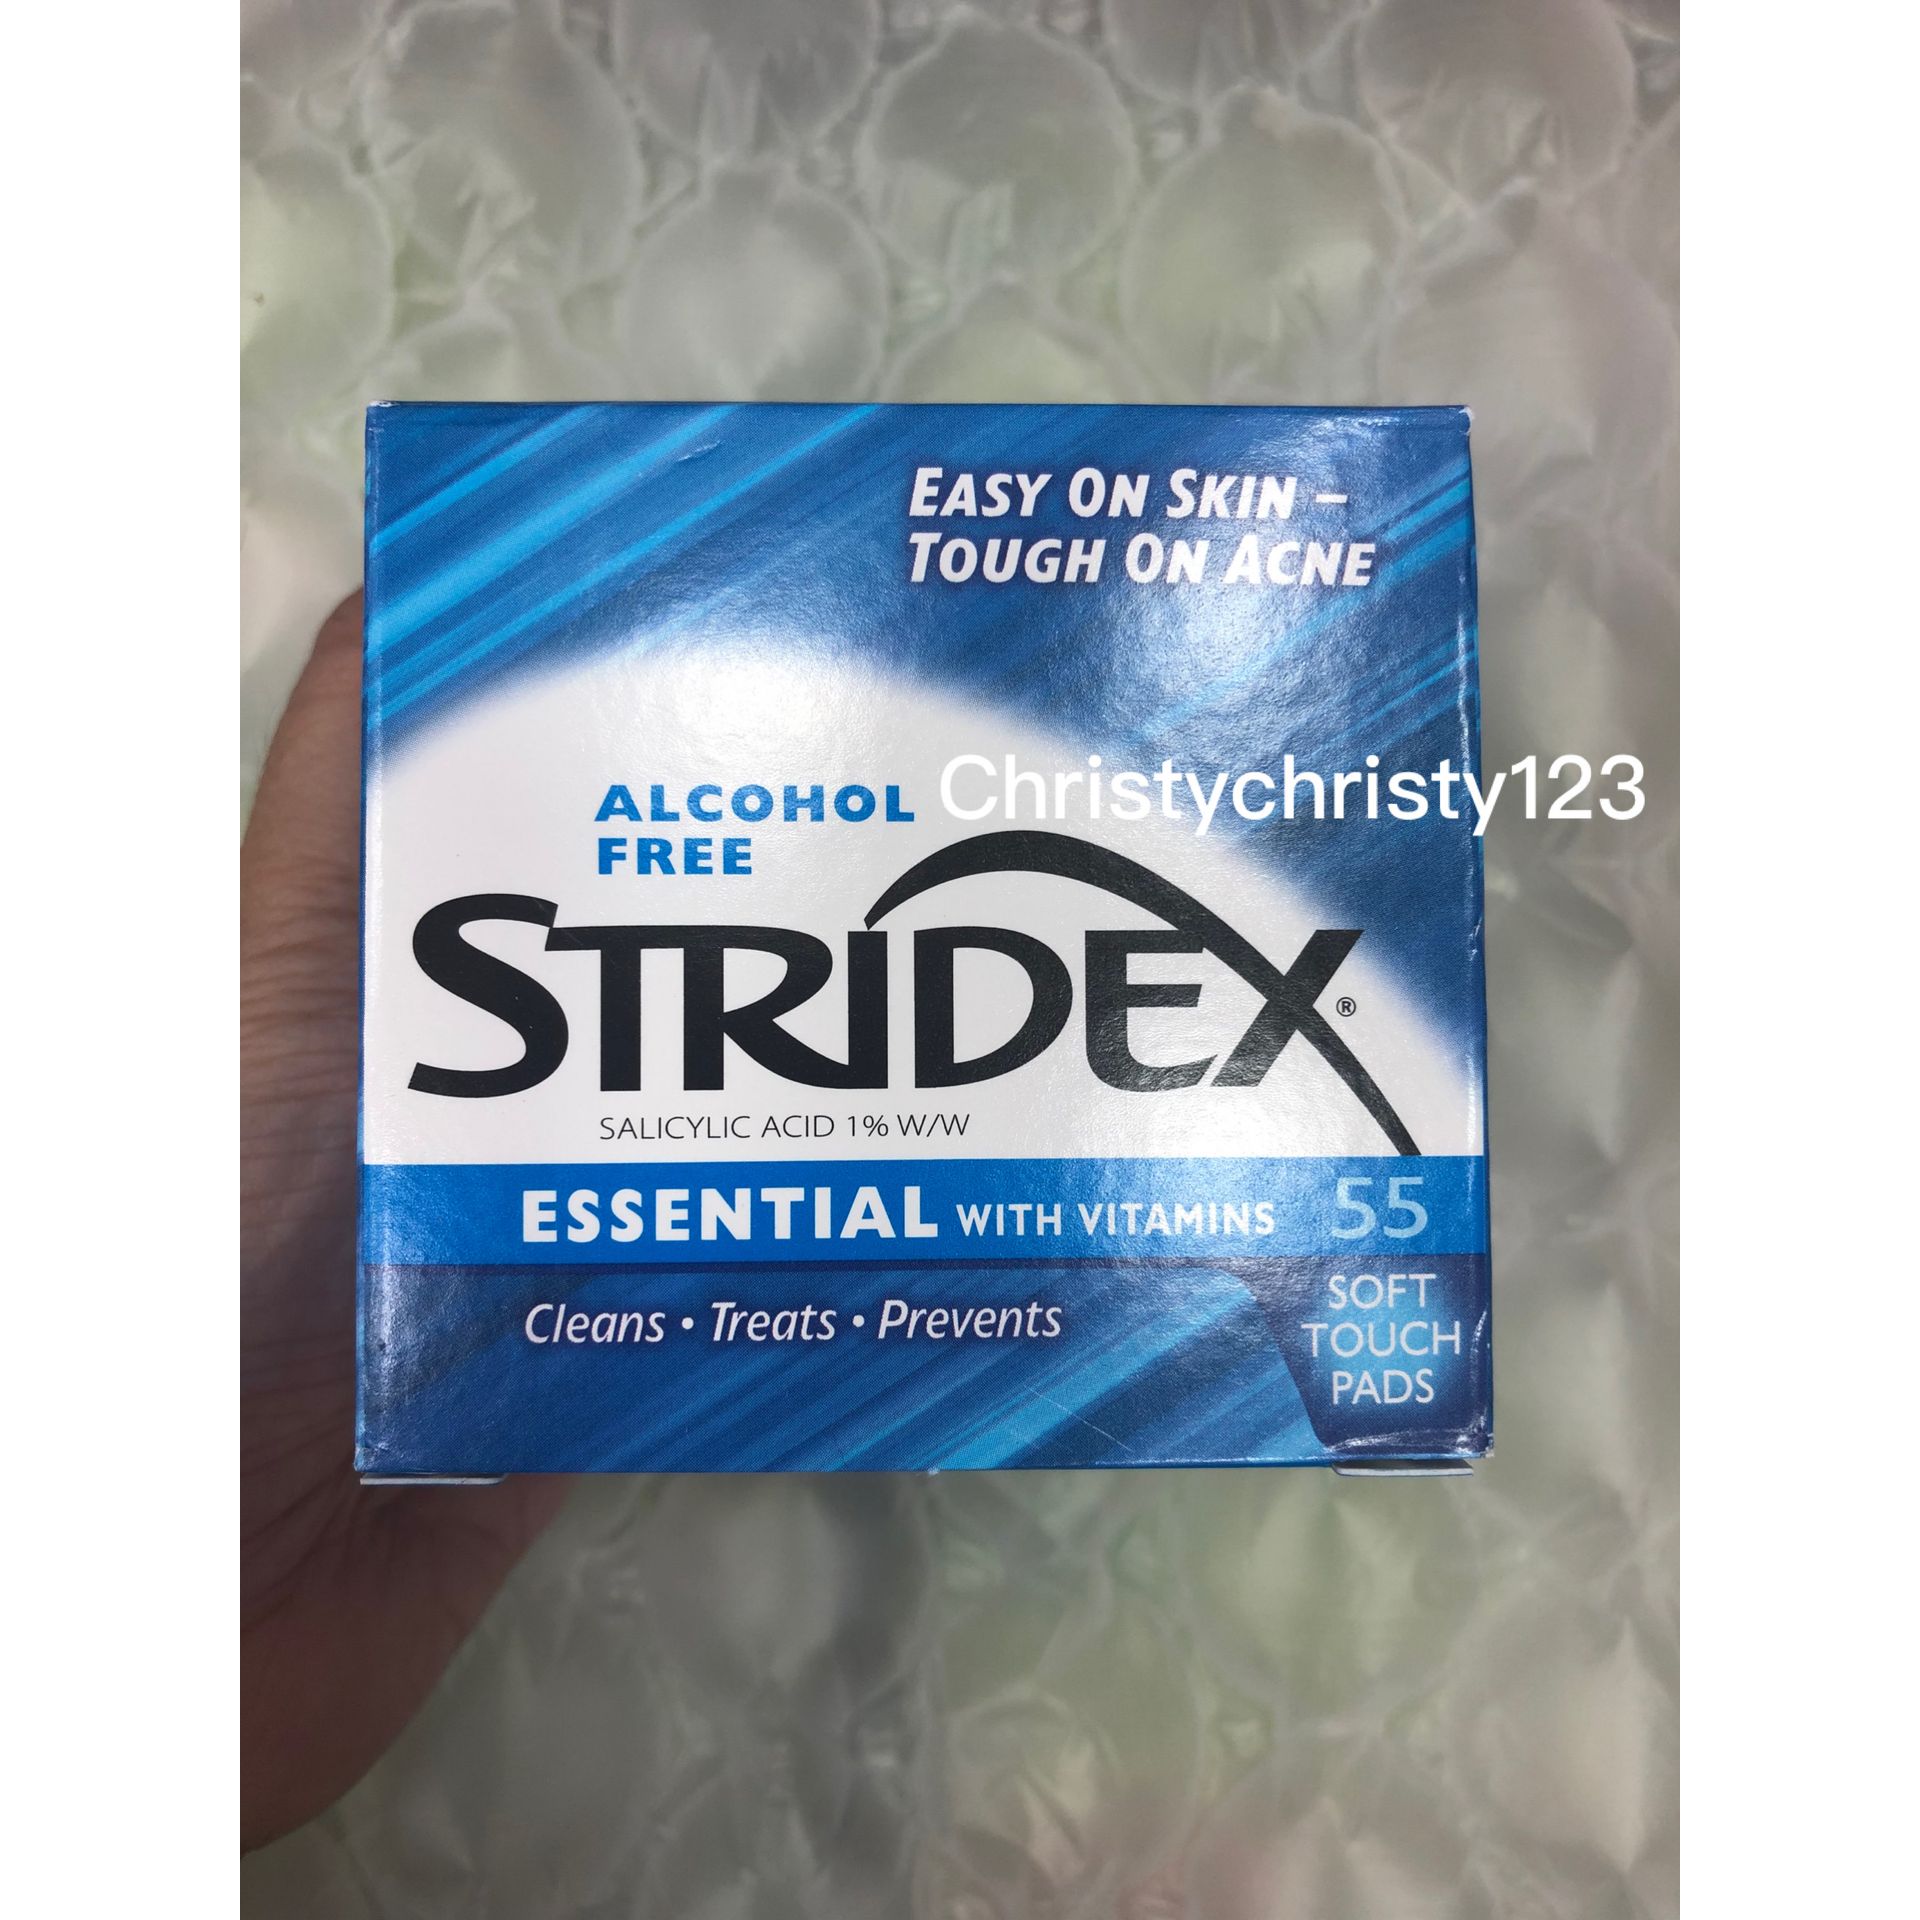 EASY ON SKIN –
TOUGH ON ACNE
Christychristy123
ALCOHOL
FREE
STRIDEX®
SALICYLIC ACID 1% W/W
ESSENTIAL WITH VITAMINS 55
SOFT
TOUCH
PADS
Cleans • Treats • Prevents